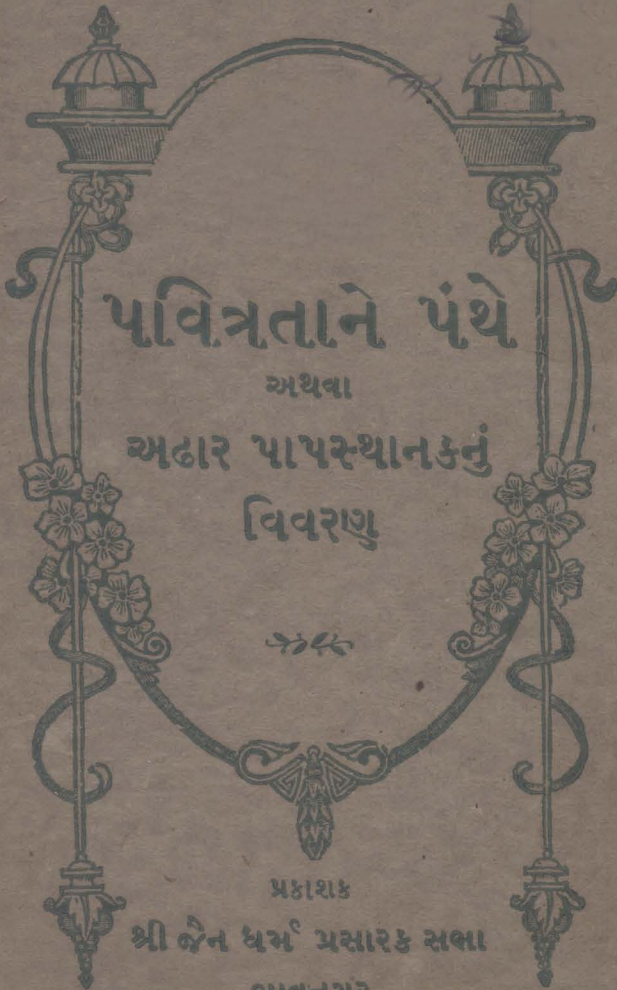 પવિત્રતાને પંથે
અથવા
અઢાર પાપસ્થાનકનું
વિવરણ
પ્રકાશક
શ્રી જૈન ધર્મ પ્રસારક સભા